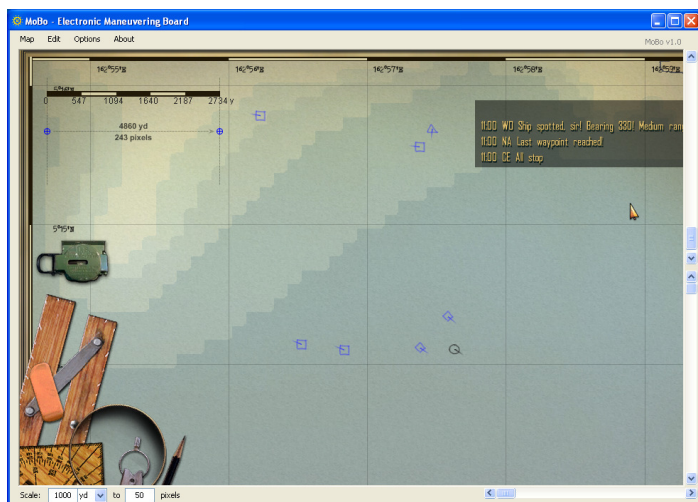 MoBo - Electronic Maneuvering Board
Map Edit Options About
MoBo v1.0
0 547 1094 1640 2187 2734 y
4860 yd
243 pixels
11:00 WO Ship spotted, sir! Bearing 330! Medium ran
11:00 NA Last waypoint reached!
11:00 CE All stop
Scale: 1000 yd to 50 pixels